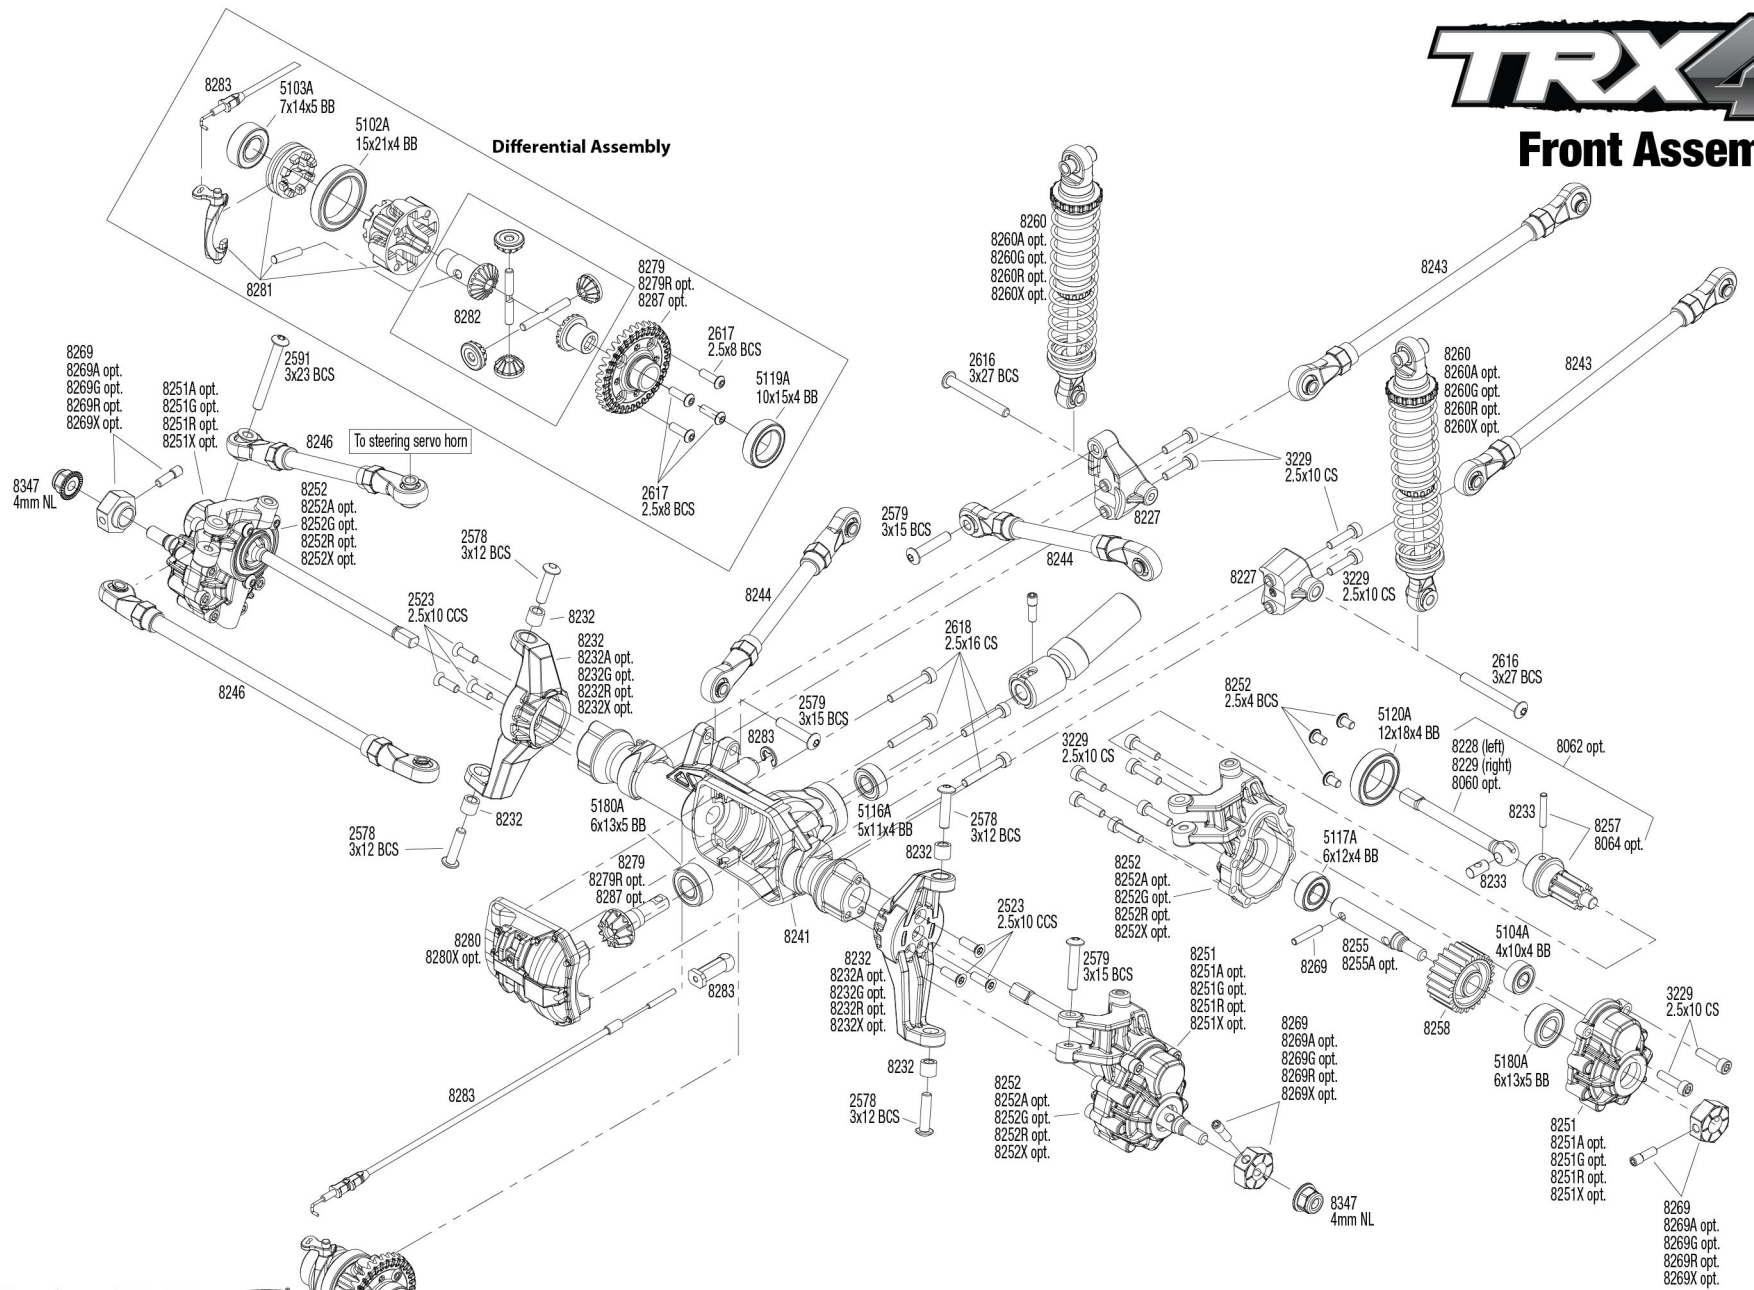 TRX4
Front Assem
Differential Assembly
8283
5103A
7x14x5 BB
5102A
15x21x4 BB
8281
8282
8279
8279R opt.
8287 opt.
2617
2.5x8 BCS
5119A
10x15x4 BB
2617
2.5x8 BCS
8269
8269A opt.
8269G opt.
8269R opt.
8269X opt.
8251A opt.
8251G opt.
8251R opt.
8251X opt.
2591
3x23 BCS
8246
To steering servo horn
8347
4mm NL
8252
8252A opt.
8252G opt.
8252R opt.
8252X opt.
8246
2578
3x12 BCS
2523
2.5x10 CCS
8232
8232
8232A opt.
8232G opt.
8232R opt.
8232X opt.
8232
2578
3x12 BCS
8244
2579
3x15 BCS
8283
2618
2.5x16 CS
8260
8260A opt.
8260G opt.
8260R opt.
8260X opt.
2616
3x27 BCS
8243
8260
8260A opt.
8260G opt.
8260R opt.
8260X opt.
8243
3229
2.5x10 CS
8227
2579
3x15 BCS
8244
8227
3229
2.5x10 CS
2616
3x27 BCS
5180A
6x13x5 BB
5116A
5x11x4 BB
2578
3x12 BCS
8232
8279
8279R opt.
8287 opt.
8241
8280
8280X opt.
8283
8232
8232A opt.
8232G opt.
8232R opt.
8232X opt.
2523
2.5x10 CCS
8232
2578
3x12 BCS
8283
2579
3x15 BCS
8251
8251A opt.
8251G opt.
8251R opt.
8251X opt.
8252
8252A opt.
8252G opt.
8252R opt.
8252X opt.
8269
8269A opt.
8269G opt.
8269R opt.
8269X opt.
8347
4mm NL
8252
2.5x4 BCS
5120A
12x18x4 BB
8228 (left)
8229 (right)
8060 opt.
8062 opt.
3229
2.5x10 CS
8233
8257
8064 opt.
8233
5117A
6x12x4 BB
8252
8252A opt.
8252G opt.
8252R opt.
8252X opt.
8269
8255
8255A opt.
5104A
4x10x4 BB
8258
3229
2.5x10 CS
5180A
6x13x5 BB
8251
8251A opt.
8251G opt.
8251R opt.
8251X opt.
8269
8269A opt.
8269G opt.
8269R opt.
8269X opt.